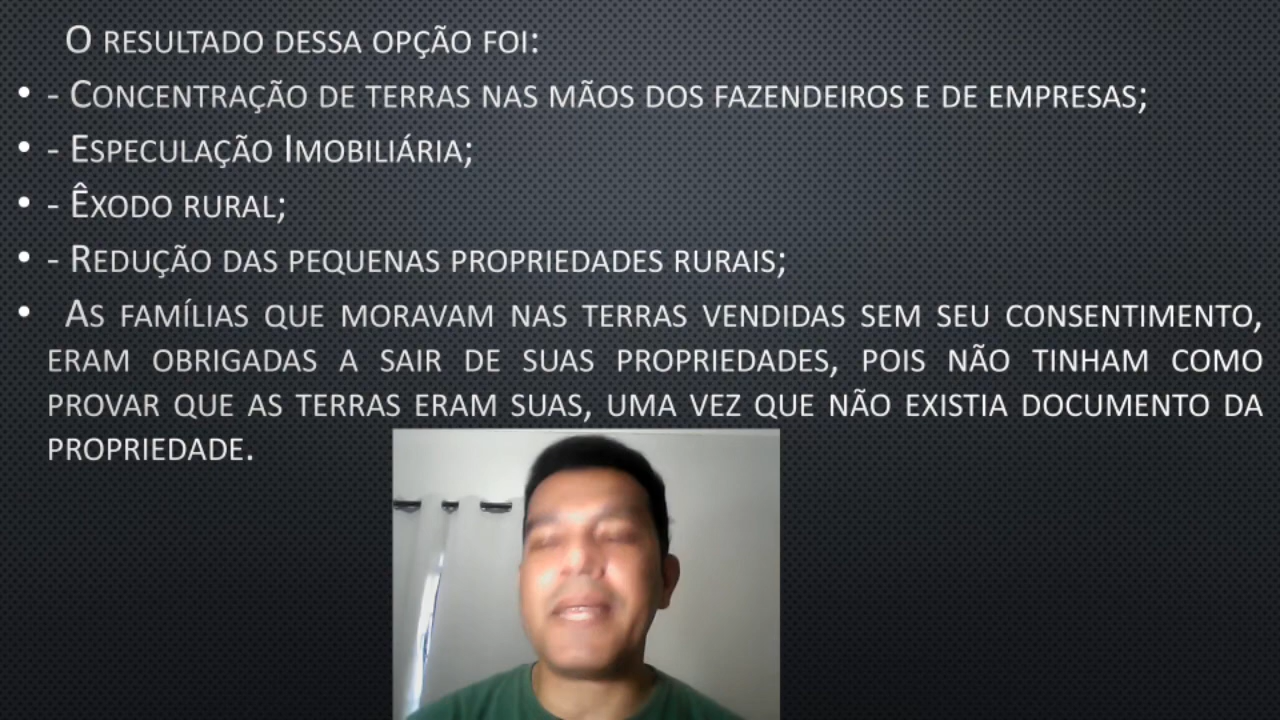 O RESULTADO DESSA OPÇÃO FOI:
• - CONCENTRAÇÃO DE TERRAS NAS MÃOS DOS FAZENDEIROS E DE EMPRESAS;
• - ESPECULAÇÃO IMOBILIÁRIA;
• - ÊXODO RURAL;
• - REDUÇÃO DAS PEQUENAS PROPRIEDADES RURAIS;
• AS FAMÍLIAS QUE MORAVAM NAS TERRAS VENDIDAS SEM SEU CONSENTIMENTO,
ERAM OBRIGADAS A SAIR DE SUAS PROPRIEDADES, POIS NÃO TINHAM COMO
PROVAR QUE AS TERRAS ERAM SUAS, UMA VEZ QUE NÃO EXISTIA DOCUMENTO DA
PROPRIEDADE.